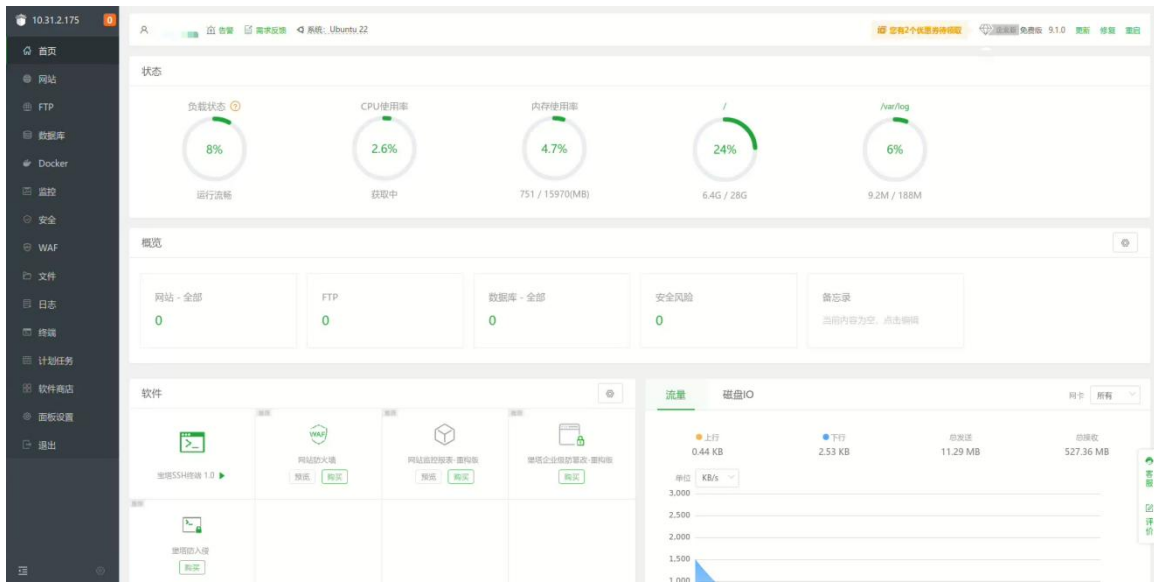 10.31.2.175 0
首页
网站
FTP
数据库
Docker
监控
安全
WAF
文件
日志
终端
计划任务
软件商店
面板设置
退出
告警 需求反馈 系统: Ubuntu 22
您有2个优惠券待领取 免费版 9.1.0 更新 修复 重启
状态
负载状态 CPU使用率 内存使用率 / /var/log
8% 2.6% 4.7% 24% 6%
运行流畅 获取中 751 / 15970(MB) 6.4G / 28G 9.2M / 188M
概览
网站 - 全部 FTP 数据库 - 全部 安全风险 备忘录
0 0 0 0 当前内容为空，点击编辑
软件
WAF
宝塔SSH终端 1.0 网站防火墙 网站监控报表-重构版 堡塔企业级防篡改-重构版
预览 购买 预览 购买 购买
堡塔防入侵
购买
流量 磁盘IO 网卡 所有
上行 下行 总发送 总接收
0.44 KB 2.53 KB 11.29 MB 527.36 MB
单位 KB/s
3,000
2,500
2,000
1,500
1,000
客服
评价